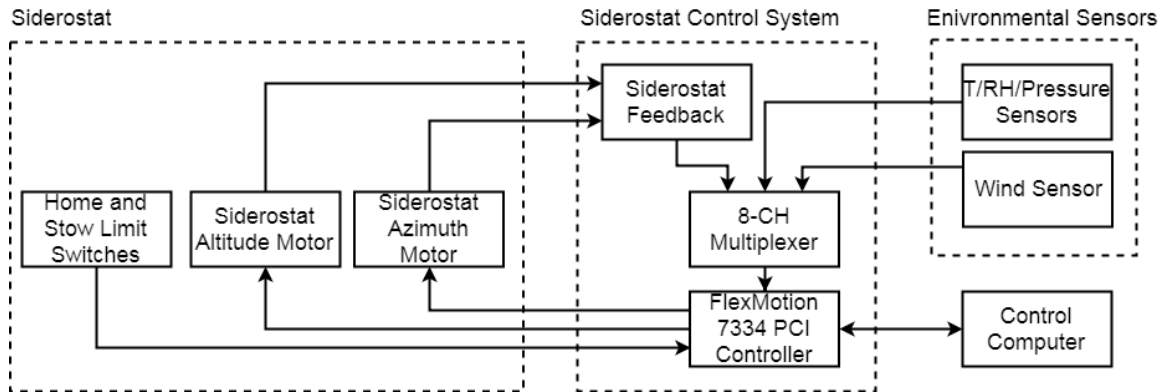 Siderostat
Siderostat Control System
Enivronmental Sensors
Siderostat
Feedback
T/RH/Pressure
Sensors
Home and
Stow Limit
Switches
Siderostat
Altitude Motor
Siderostat
Azimuth
Motor
8-CH
Multiplexer
Wind Sensor
FlexMotion
7334 PCI
Controller
Control
Computer